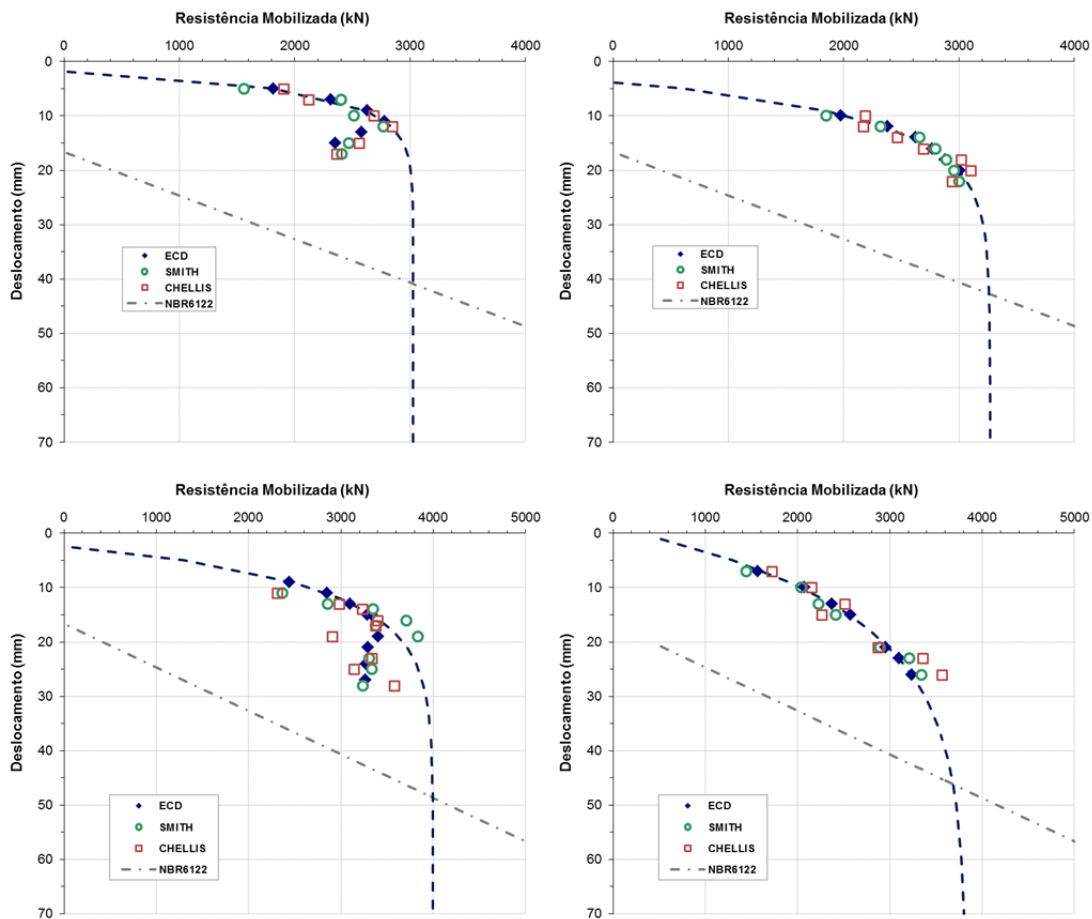 Resistência Mobilizada (kN)
0 1000 2000 3000 4000
Deslocamento (mm)
0
10
20
30
40
50
60
70
ECD
SMITH
CHELLIS
NBR6122
Resistência Mobilizada (kN)
0 1000 2000 3000 4000
Deslocamento (mm)
0
10
20
30
40
50
60
70
ECD
SMITH
CHELLIS
NBR6122
Resistência Mobilizada (kN)
0 1000 2000 3000 4000 5000
Deslocamento (mm)
0
10
20
30
40
50
60
70
ECD
SMITH
CHELLIS
NBR6122
Resistência Mobilizada (kN)
0 1000 2000 3000 4000 5000
Deslocamento (mm)
0
10
20
30
40
50
60
70
ECD
SMITH
CHELLIS
NBR6122